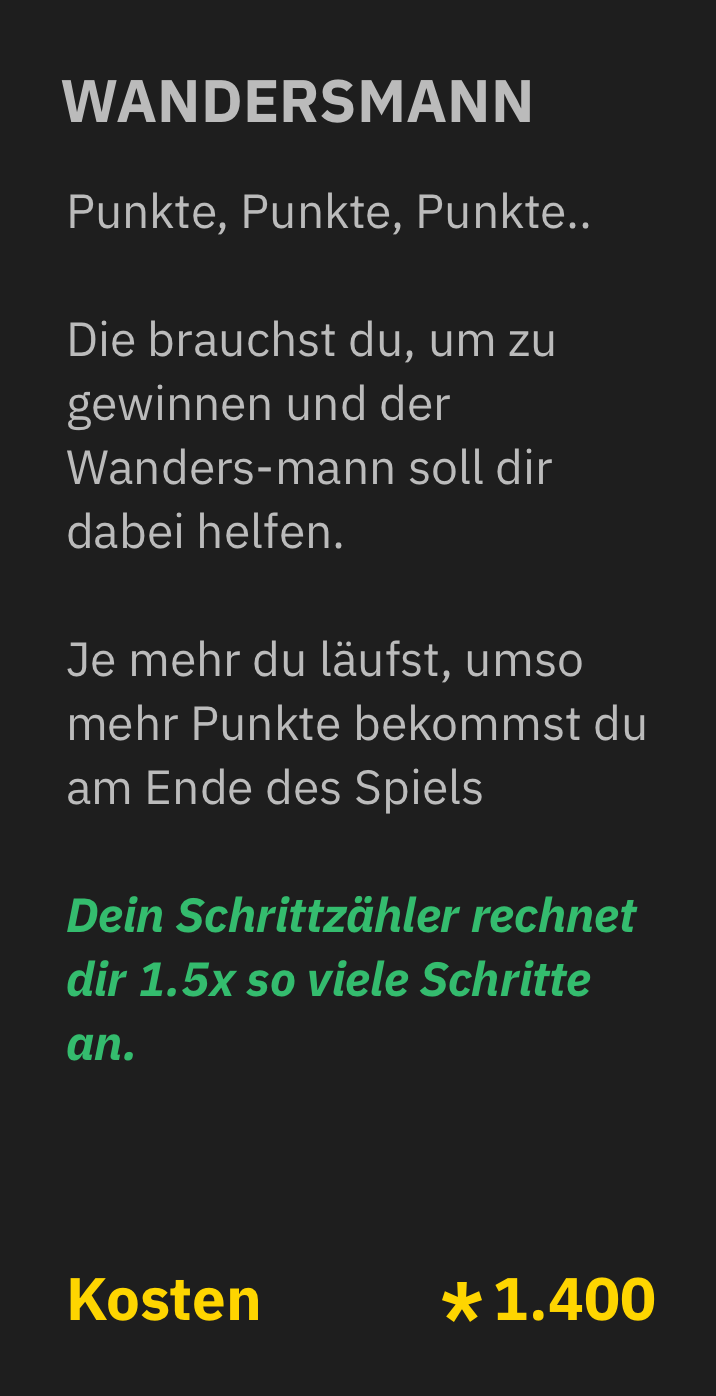 WANDERSMANN
Punkte, Punkte, Punkte..
Die brauchst du, um zu
gewinnen und der
Wanders-mann soll dir
dabei helfen.
Je mehr du läufst, umso
mehr Punkte bekommst du
am Ende des Spiels
Dein Schrittzähler rechnet
dir 1.5x so viele Schritte
an.
Kosten * 1.400